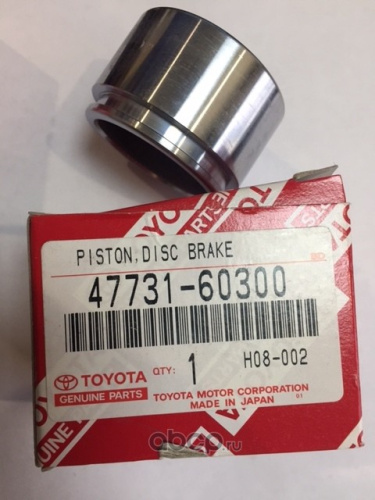 PISTON,DISC BRAKE
47731-60300
QTY: 1 H08-002
TOYOTA
GENUINE PARTS
TOYOTA MOTOR CORPORATION
MADE IN JAPAN